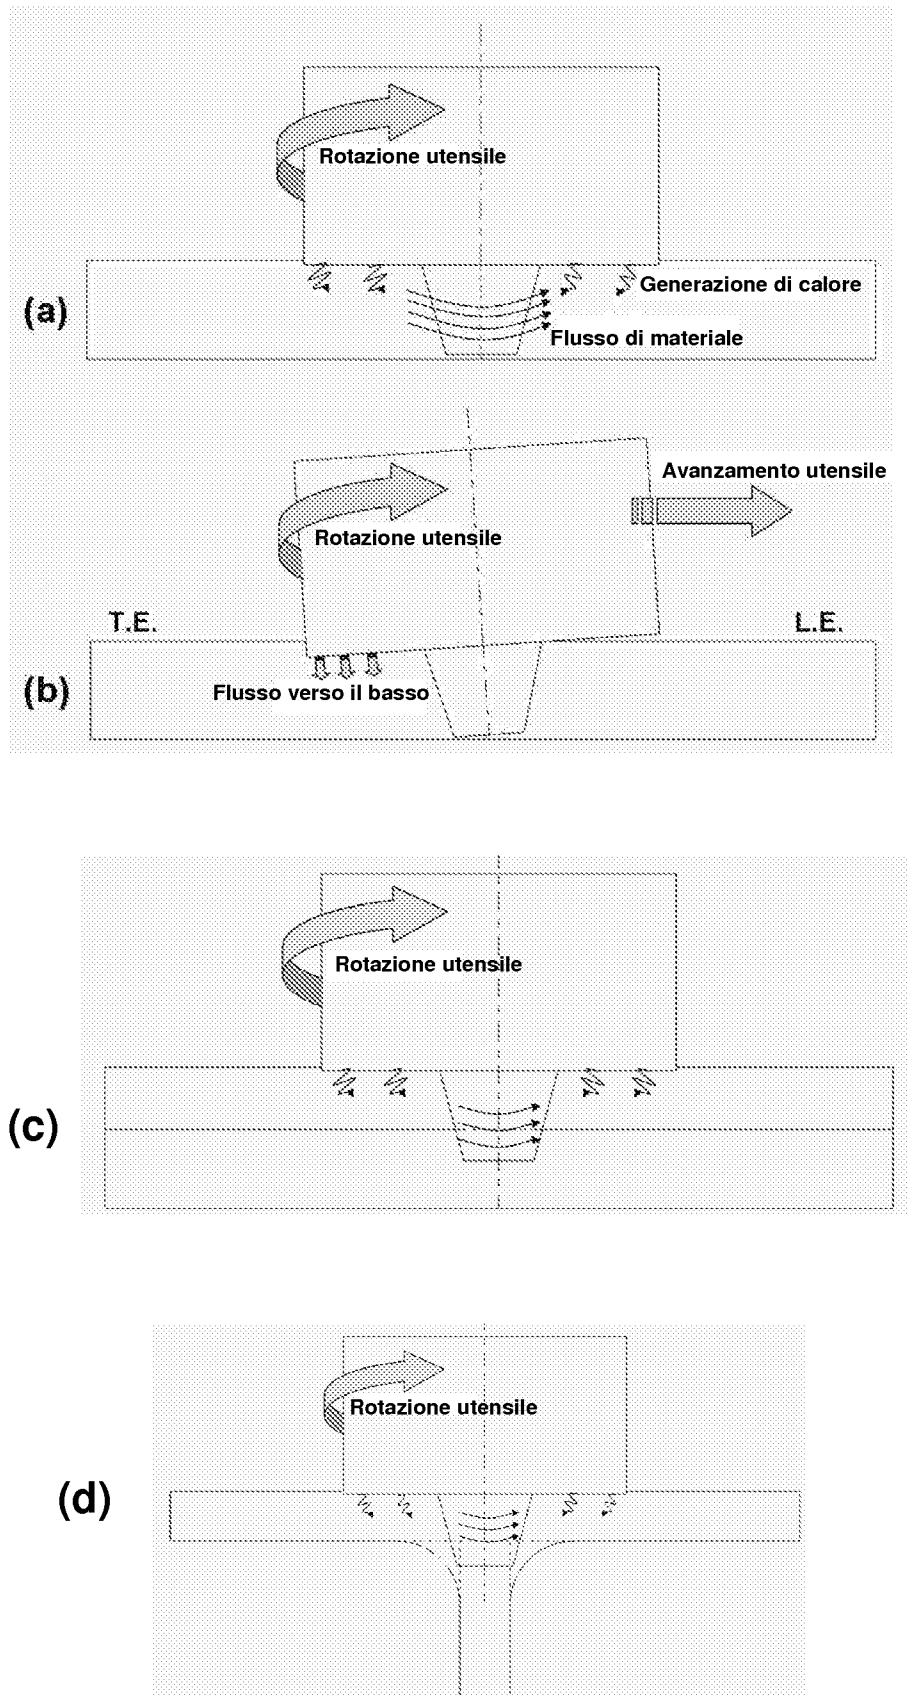 Rotazione utensile
Generazione di calore
(a)
Flusso di materiale
Avanzamento utensile
Rotazione utensile
T.E.
L.E.
(b)
Flusso verso il basso
Rotazione utensile
(c)
Rotazione utensile
(d)